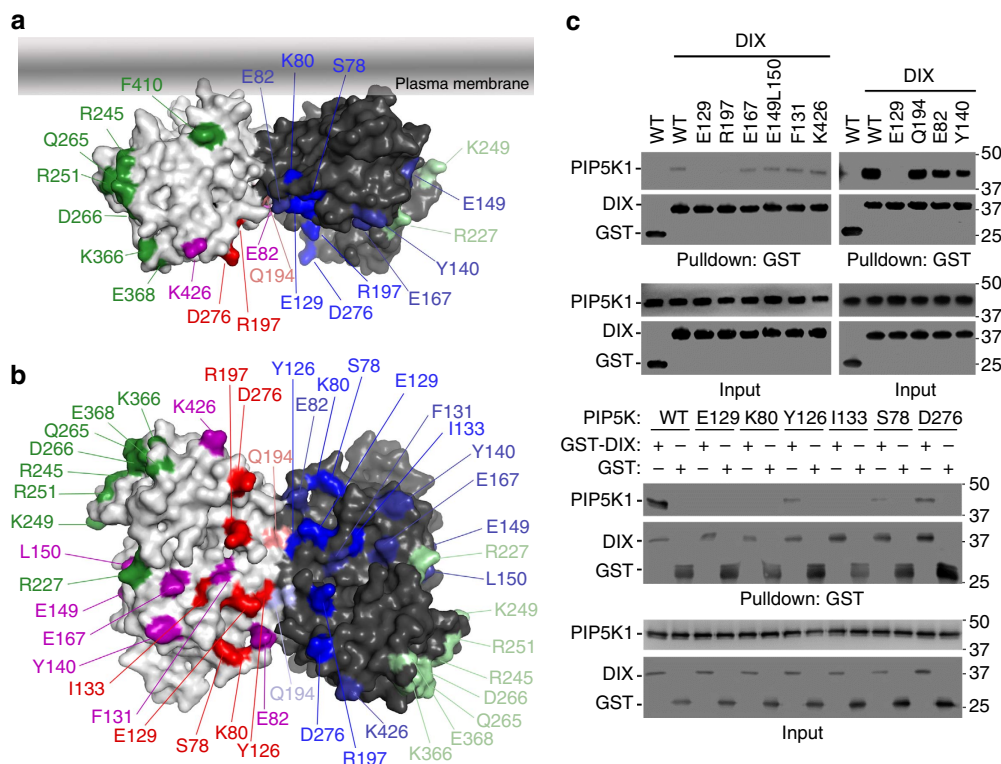 a
Plasma membrane
F410
E82
K80
S78
R245
Q265
R251
D266
K366
E368
K426
D276
R197
E82
Q194
E129
D276
R197
E167
Y140
R227
E149
K249
b
R197
D276
Y126
K80
S78
E82
E129
F131
I133
Y140
E167
E149
R227
L150
K249
R251
R245
D266
Q265
E368
K366
K426
R197
D276
Q194
E82
Y126
K80
S78
E129
F131
I133
Y140
E167
E149
R227
L150
K249
R251
R245
D266
Q265
E368
K366
K426
Q194
c
DIX
WT WT E129 R197 E167 E149L150 F131 K426
DIX
WT WT E129 Q194 E82 Y140
PIP5K1
DIX
GST
50
37
37
25
Pulldown: GST Pulldown: GST
PIP5K1
DIX
GST
50
37
37
25
Input Input
PIP5K: WT E129 K80 Y126 I133 S78 D276
GST-DIX: + – + – + – + – + – + – + –
GST: – + – + – + – + – + – + – +
PIP5K1
DIX
GST
50
37
37
25
Pulldown: GST
PIP5K1
DIX
GST
50
37
37
25
Input